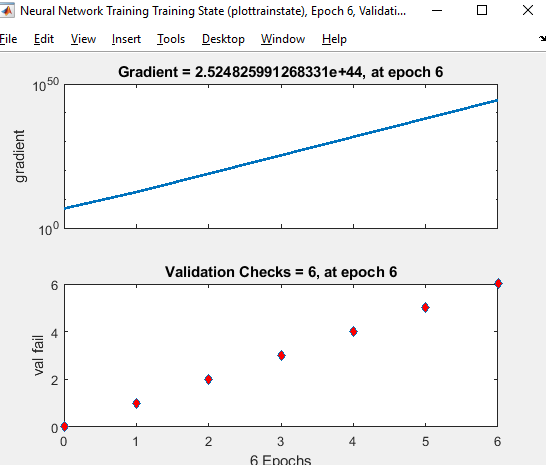 Neural Network Training Training State (plottrainstate), Epoch 6, Validati...
File Edit View Insert Tools Desktop Window Help
Gradient = 2.524825991268331e+44, at epoch 6
10^50
gradient
10^0
Validation Checks = 6, at epoch 6
6
4
val fail
2
0
0 1 2 3 4 5 6
6 Epochs